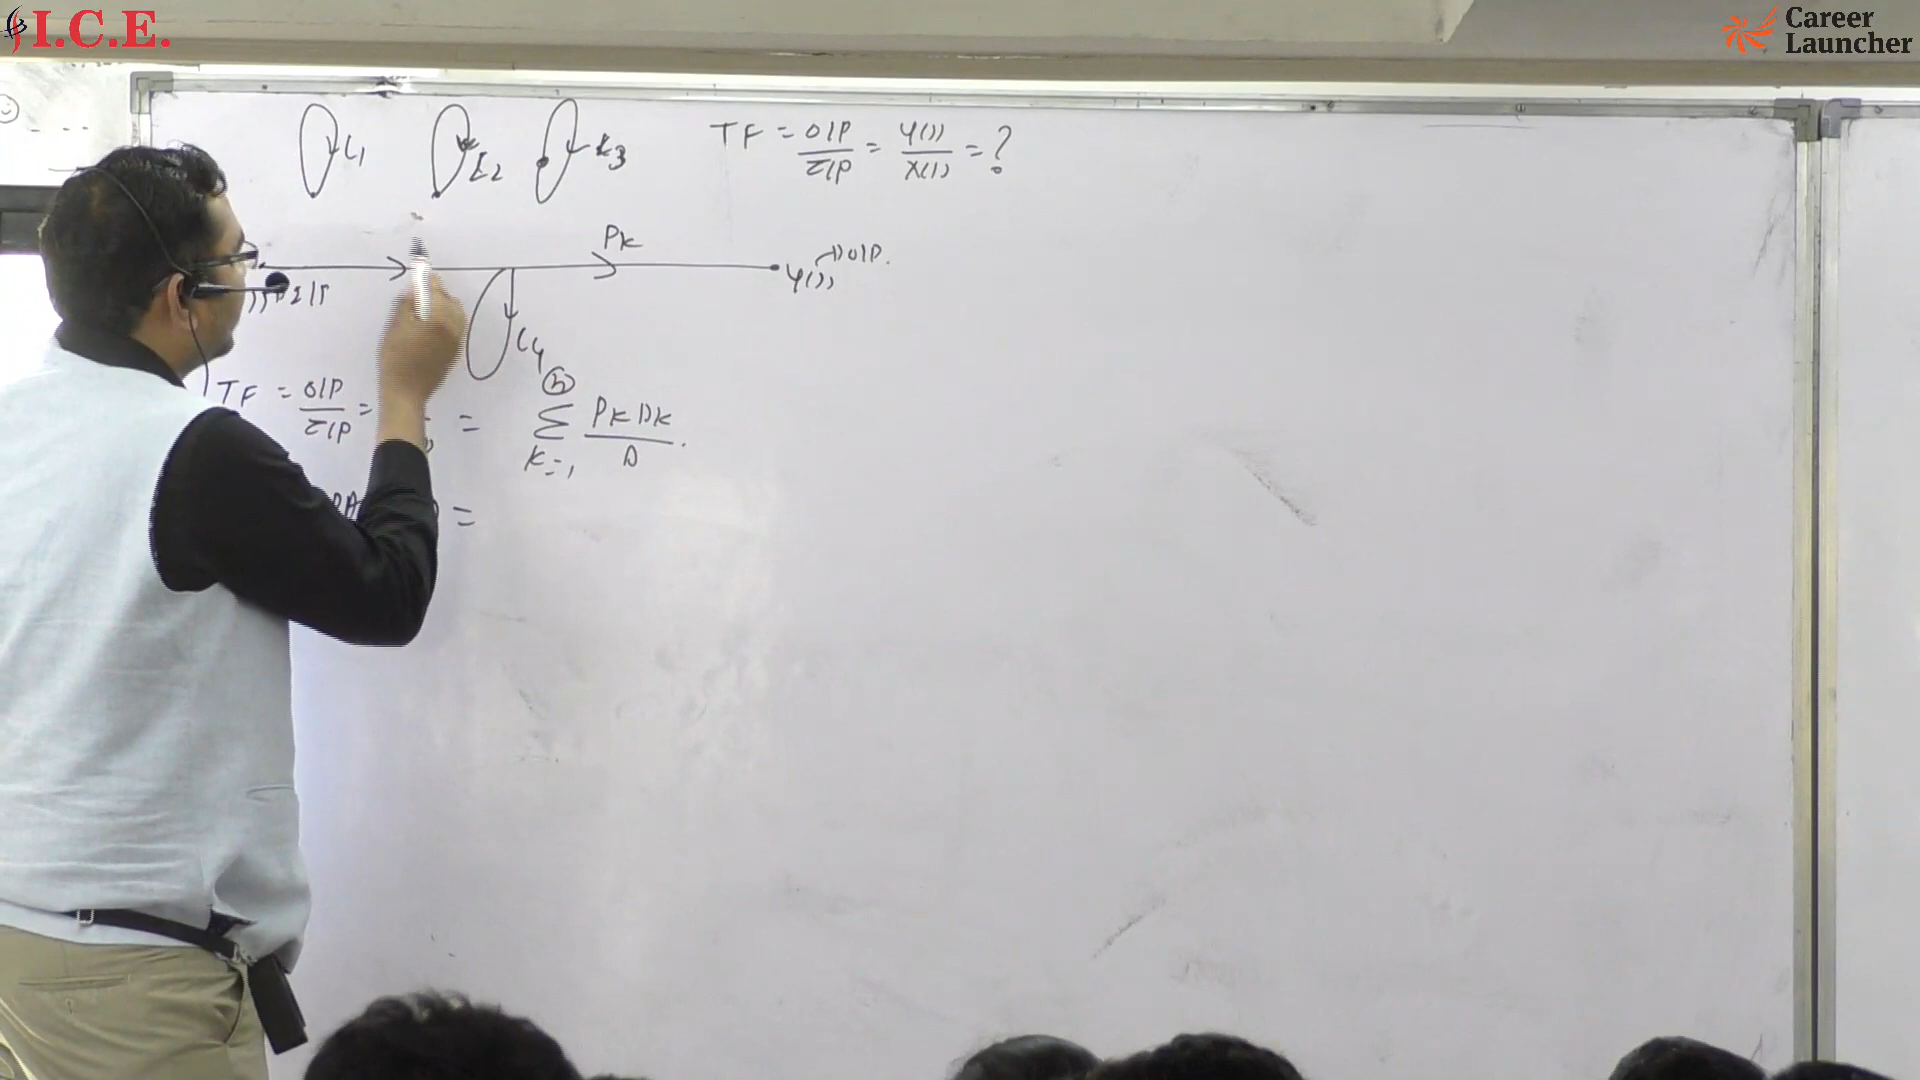 I.C.E.
Career
Launcher
L1 L2 L3 TF = O/P / I/P = Y(s) / X(s) = ?
PK
Y(s) → O/P.
I/P
L4
TF = O/P / I/P = = n Σ K=1 PK ΔK / Δ .
=